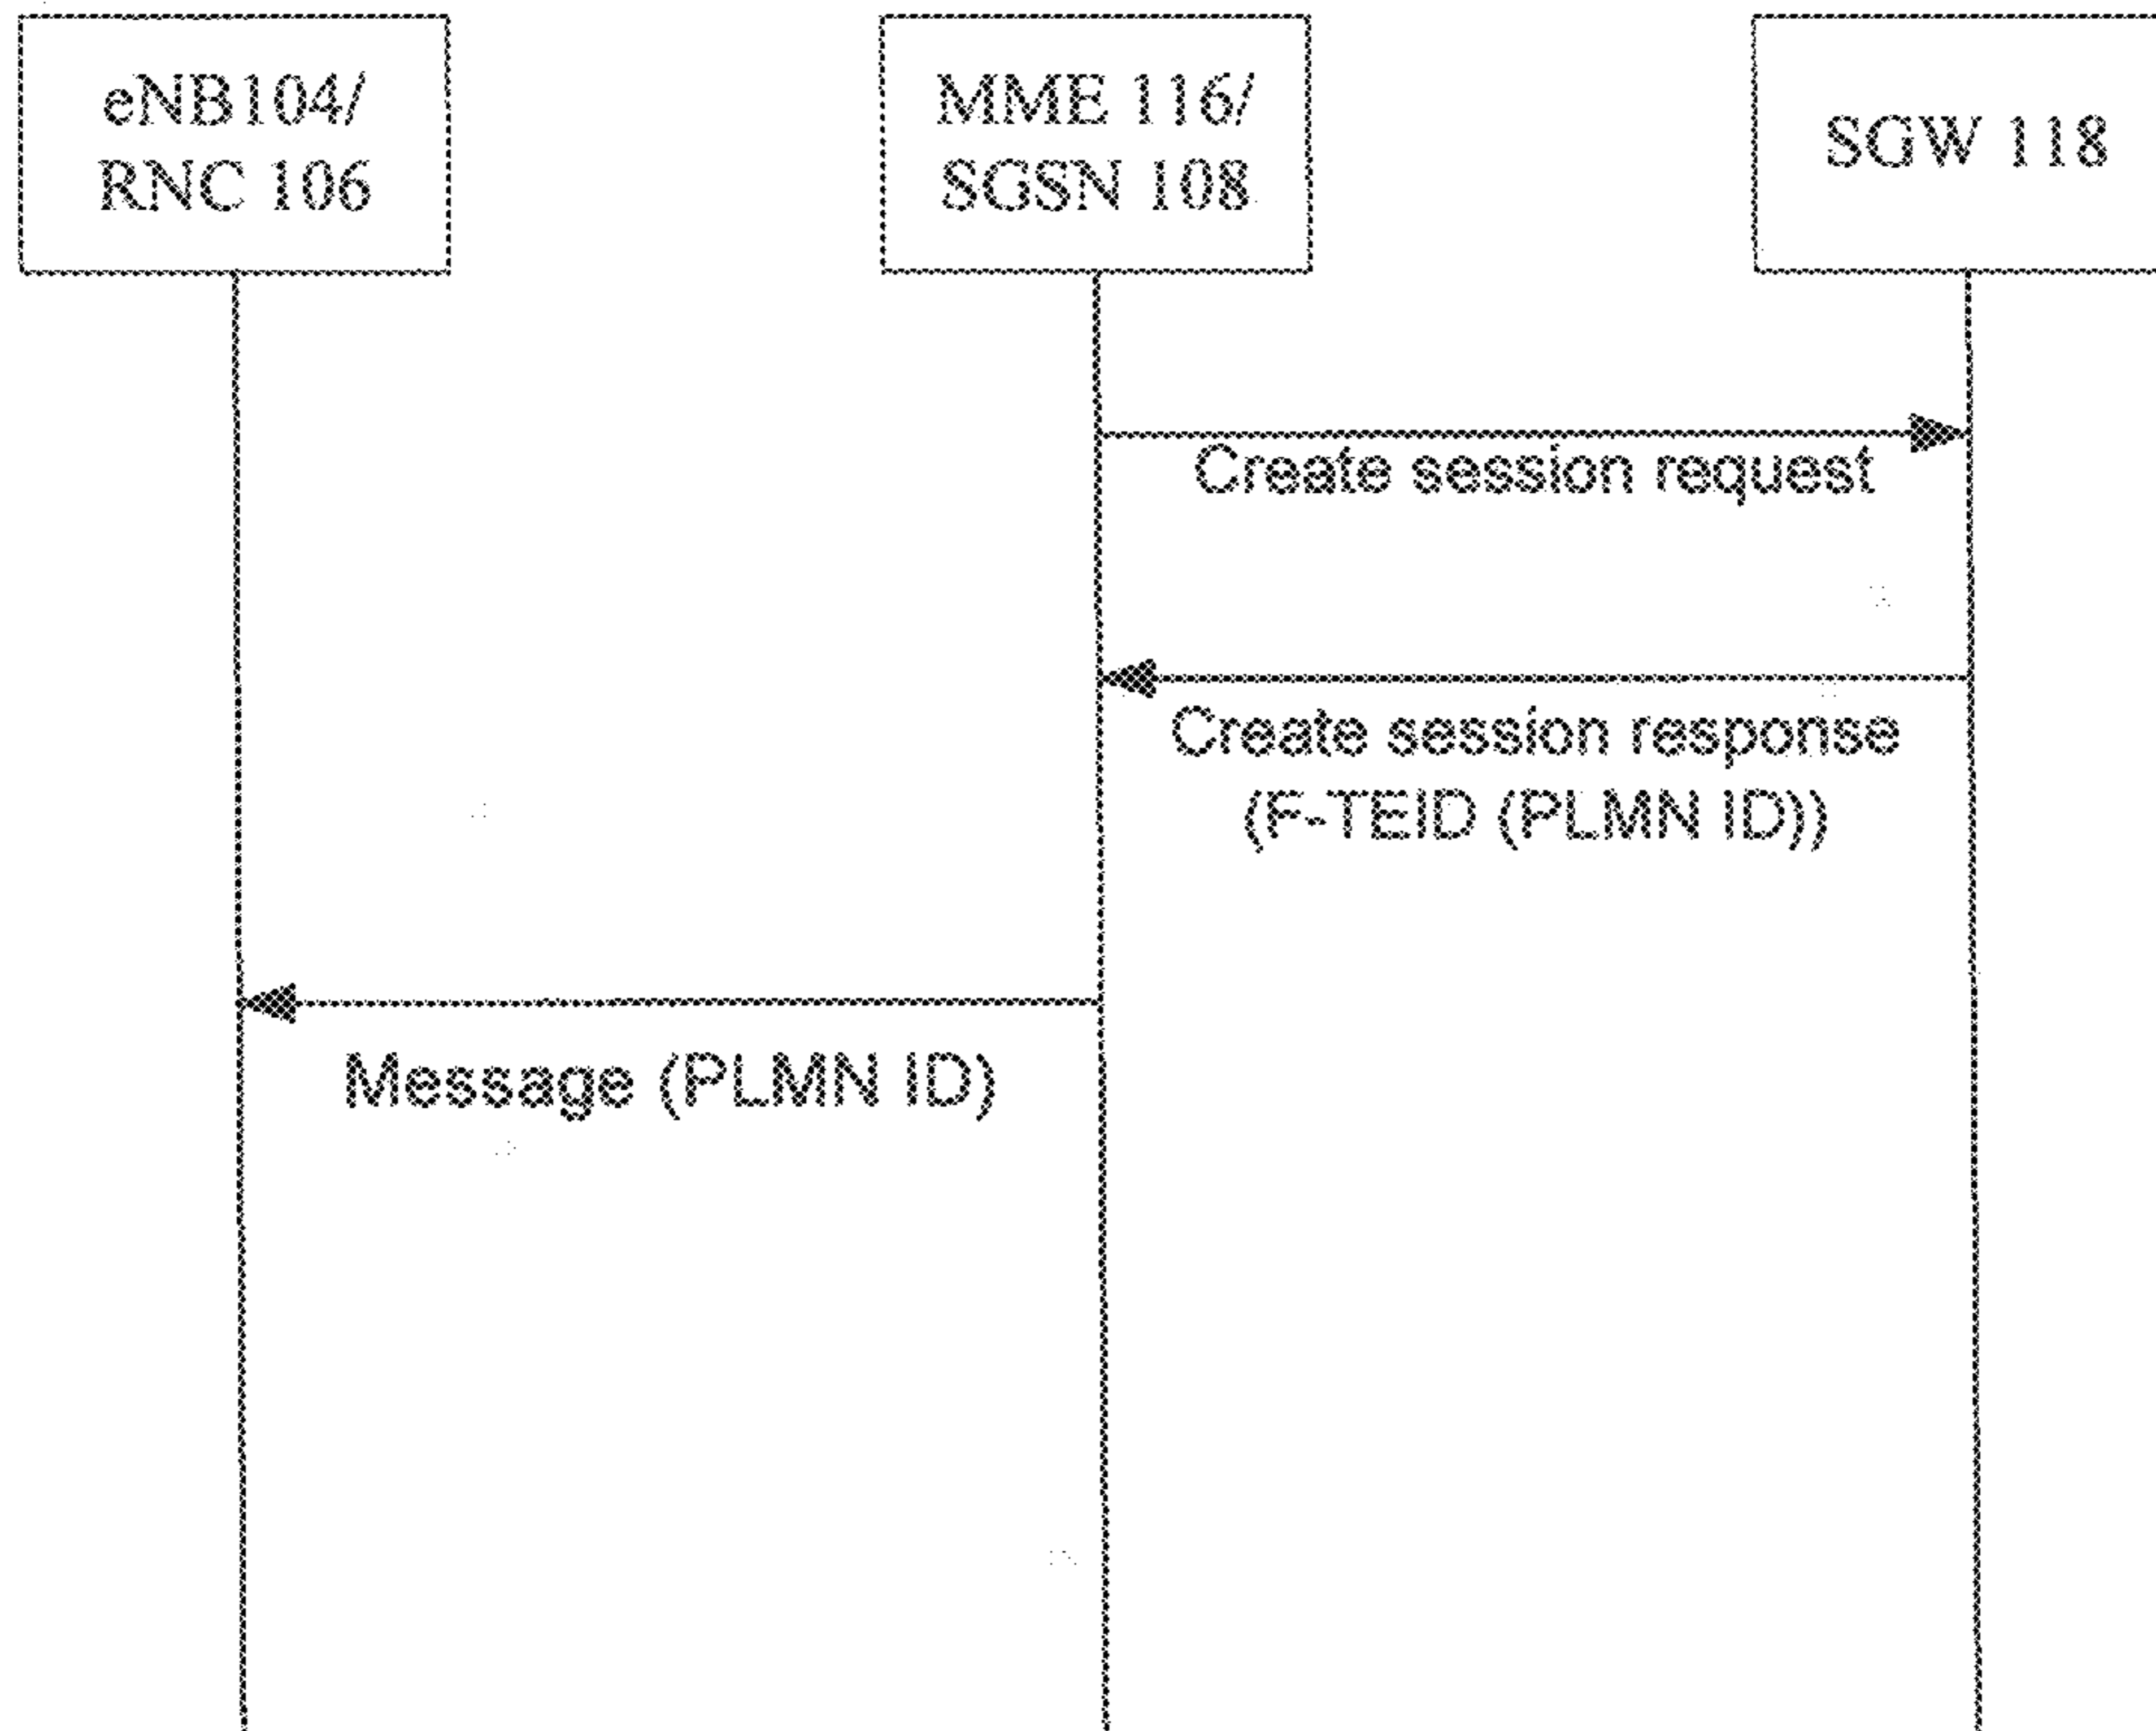 eNB104/
RNC 106
MME 116/
SGSN 108
SGW 118
Create session request
Create session response
(F-TEID (PLMN ID))
Message (PLMN ID)